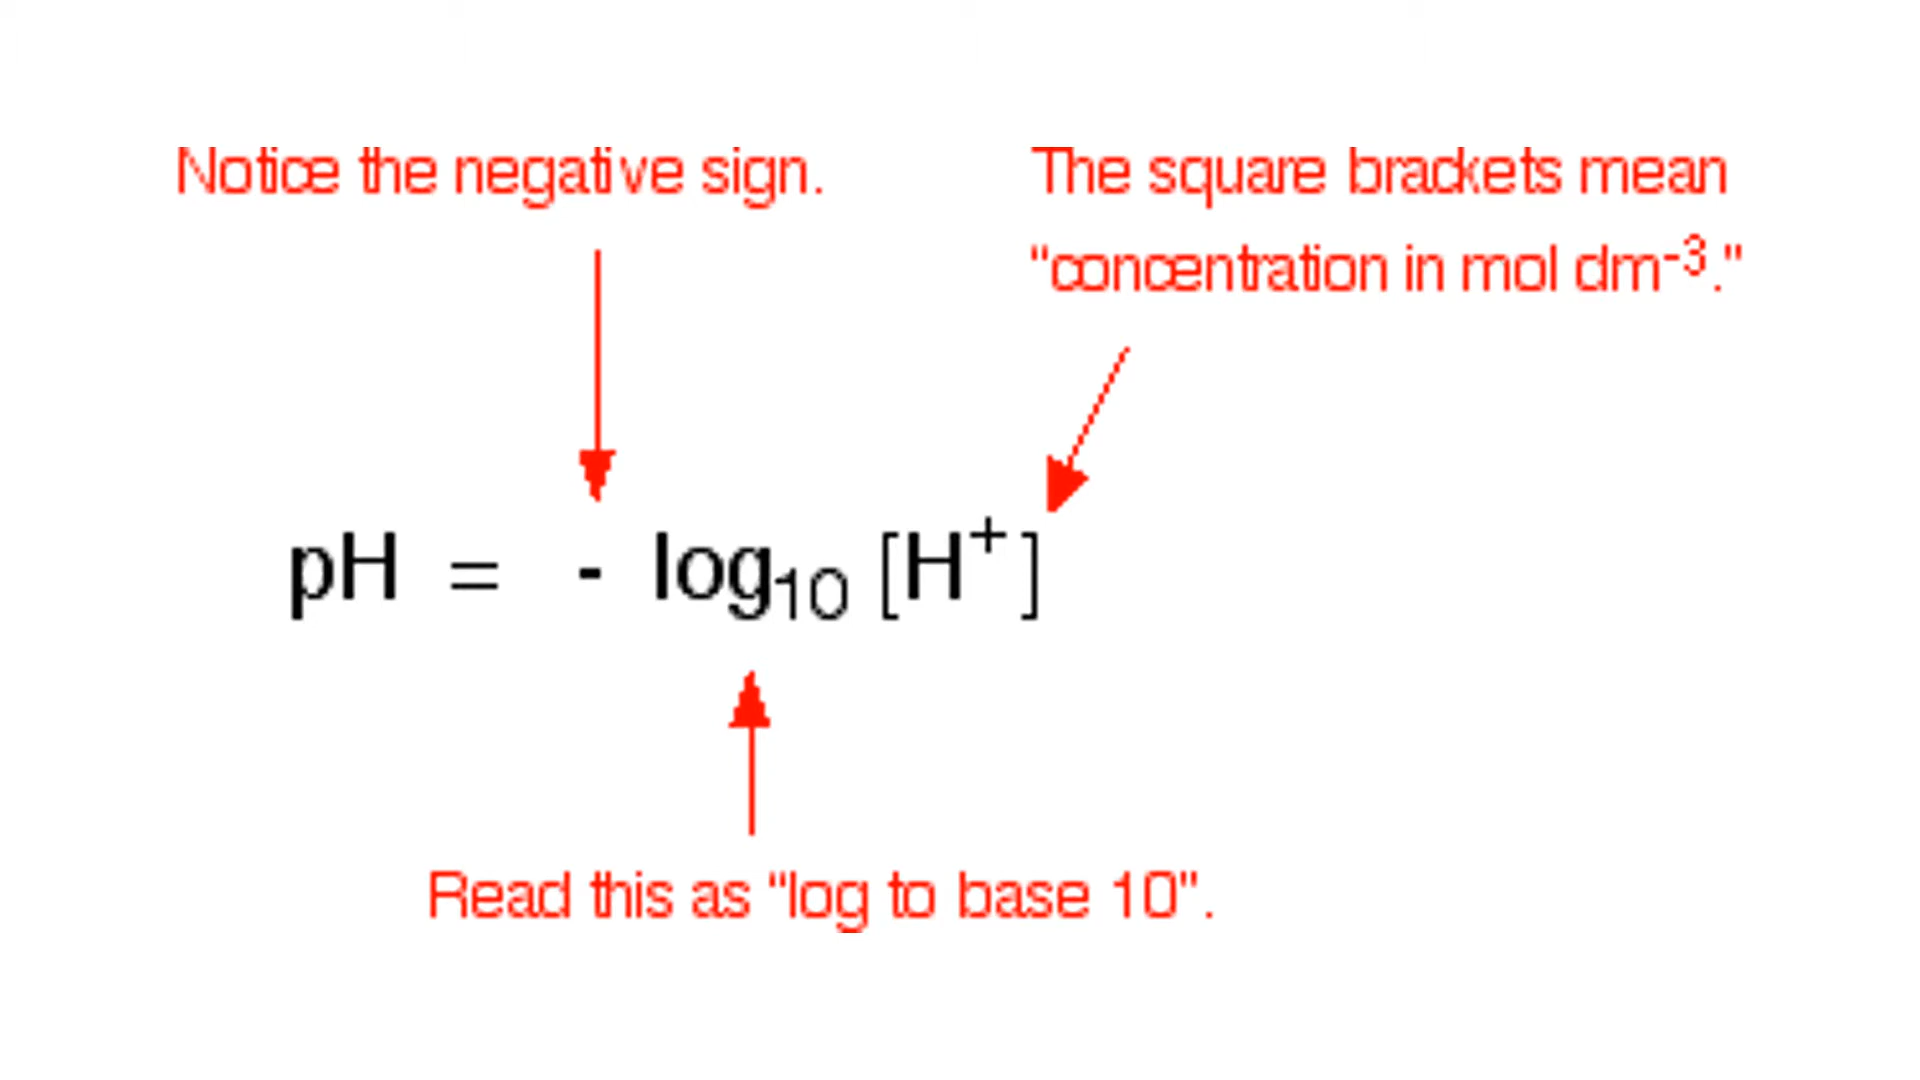 Notice the negative sign.
The square brackets mean
"concentration in mol dm⁻³."
pH = - log₁₀ [H⁺]
Read this as "log to base 10".